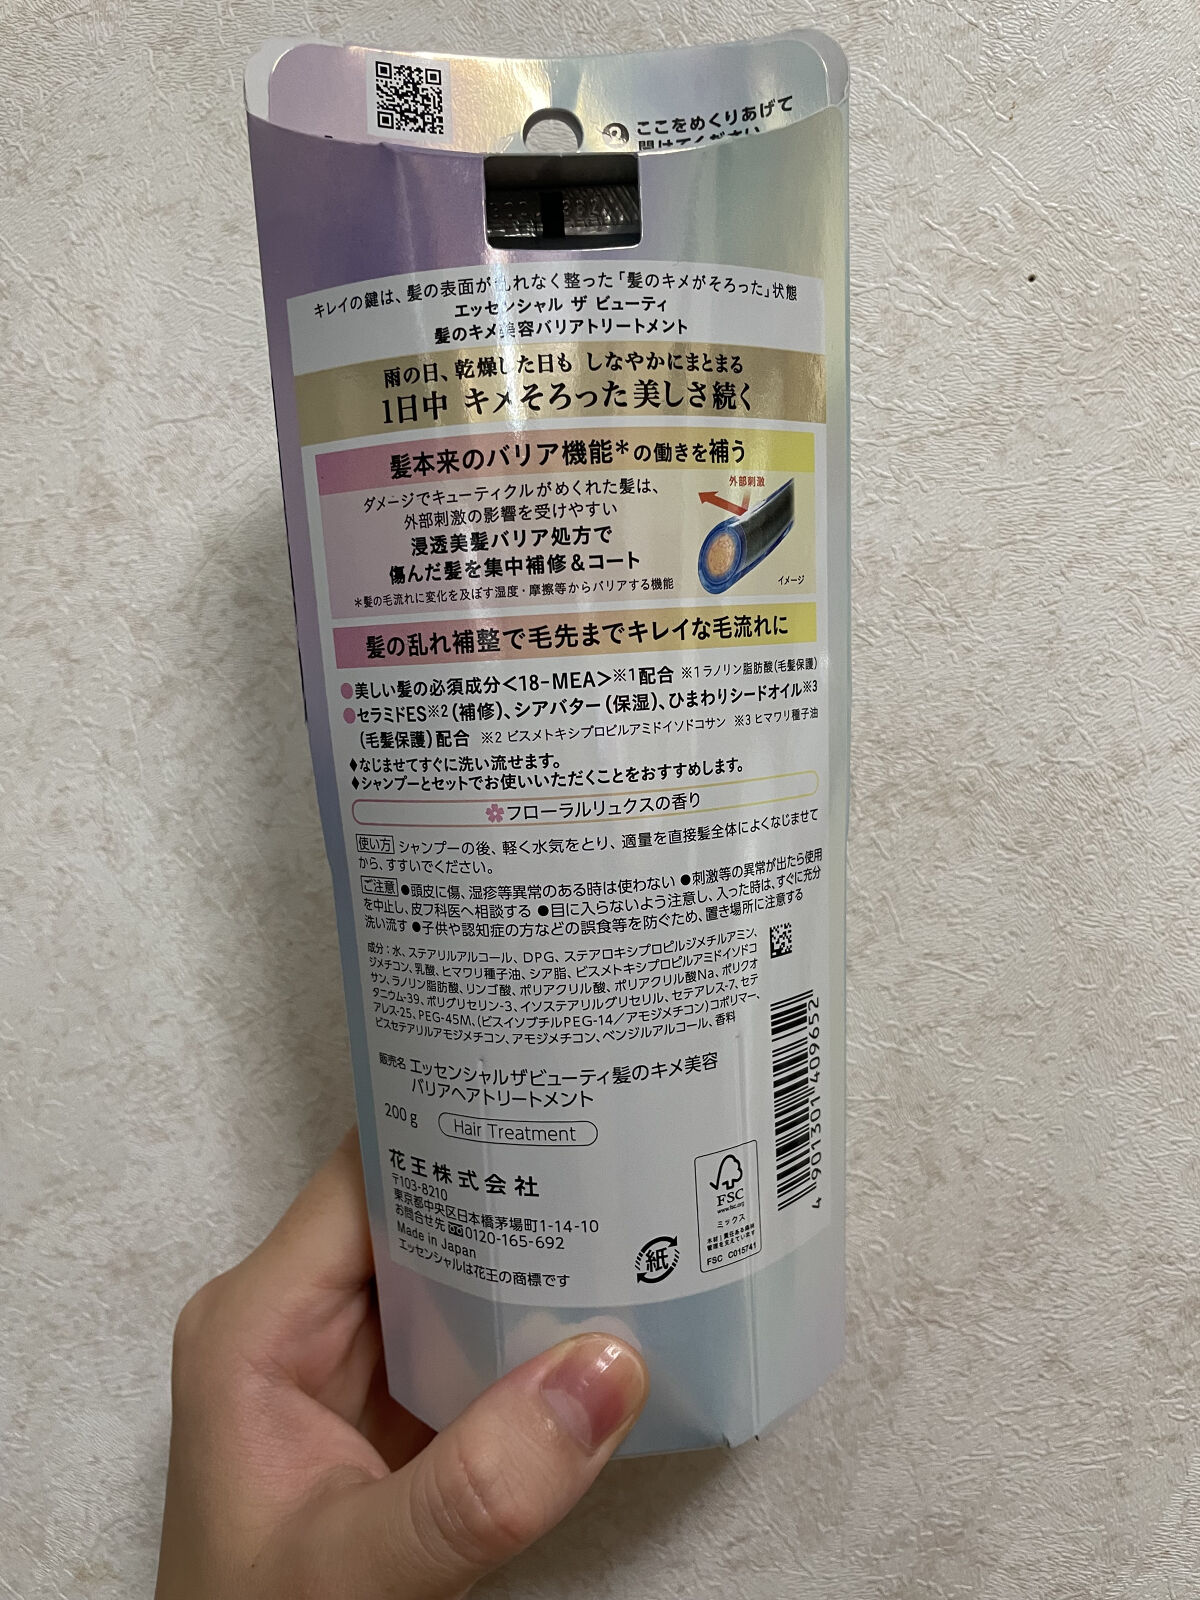 ここをめくりあげて
キレイの鍵は、髪の表面が乱れなく整った「髪のキメがそろった」状態
エッセンシャル ザ ビューティ
髪のキメ美容バリアトリートメント
雨の日、乾燥した日も しなやかにまとまる
1日中 キメそろった美しさ続く
髪本来のバリア機能*の働きを補う
ダメージでキューティクルがめくれた髪は、
外部刺激の影響を受けやすい
浸透美髪バリア処方で
傷んだ髪を集中補修&コート
*髪の毛流れに変化を及ぼす湿度・摩擦等からバリアする機能
外部刺激
イメージ
髪の乱れ補整で毛先までキレイな毛流れに
●美しい髪の必須成分<18-MEA>※1配合 ※1 ラノリン脂肪酸(毛髪保護)
●セラミドES※2(補修)、シアバター(保湿)、ひまわりシードオイル※3
(毛髪保護)配合 ※2 ビスメトキシプロピルアミドイソドコサン ※3 ヒマワリ種子油
♦なじませてすぐに洗い流せます。
♦シャンプーとセットでお使いいただくことをおすすめします。
フローラルリュクスの香り
使い方 シャンプーの後、軽く水気をとり、適量を直接髪全体によくなじませて
から、すすいでください。
ご注意 ●頭皮に傷、湿疹等異常のある時は使わない ●刺激等の異常が出たら使用
を中止し、皮フ科医へ相談する ●目に入らないよう注意し、入った時は、すぐに充分
洗い流す ●子供や認知症の方などの誤食等を防ぐため、置き場所に注意する
成分:水、ステアリルアルコール、DPG、ステアロキシプロピルジメチルアミン、
ジメチコン、乳酸、ヒマワリ種子油、シア脂、ビスメトキシプロピルアミドイソドコ
サン、ラノリン脂肪酸、リンゴ酸、ポリアクリル酸、ポリアクリル酸Na、ポリクオ
タニウム-39、ポリグリセリン-3、イソステアリルグリセリル、セテアレス-7、セテ
アレス-25、PEG-45M、(ビスイソブチルPEG-14/アモジメチコン)コポリマー、
ビスセテアリルアモジメチコン、アモジメチコン、ベンジルアルコール、香料
販売名 エッセンシャルザビューティ髪のキメ美容
バリアヘアトリートメント
200g
Hair Treatment
花王株式会社
〒103-8210
東京都中央区日本橋茅場町1-14-10
お問合せ先 0120-165-692
Made in Japan
エッセンシャルは花王の商標です
紙
FSC
www.fsc.org
ミックス
木材|責任ある森林
管理を支えています
FSC C015741
4 901301 409652